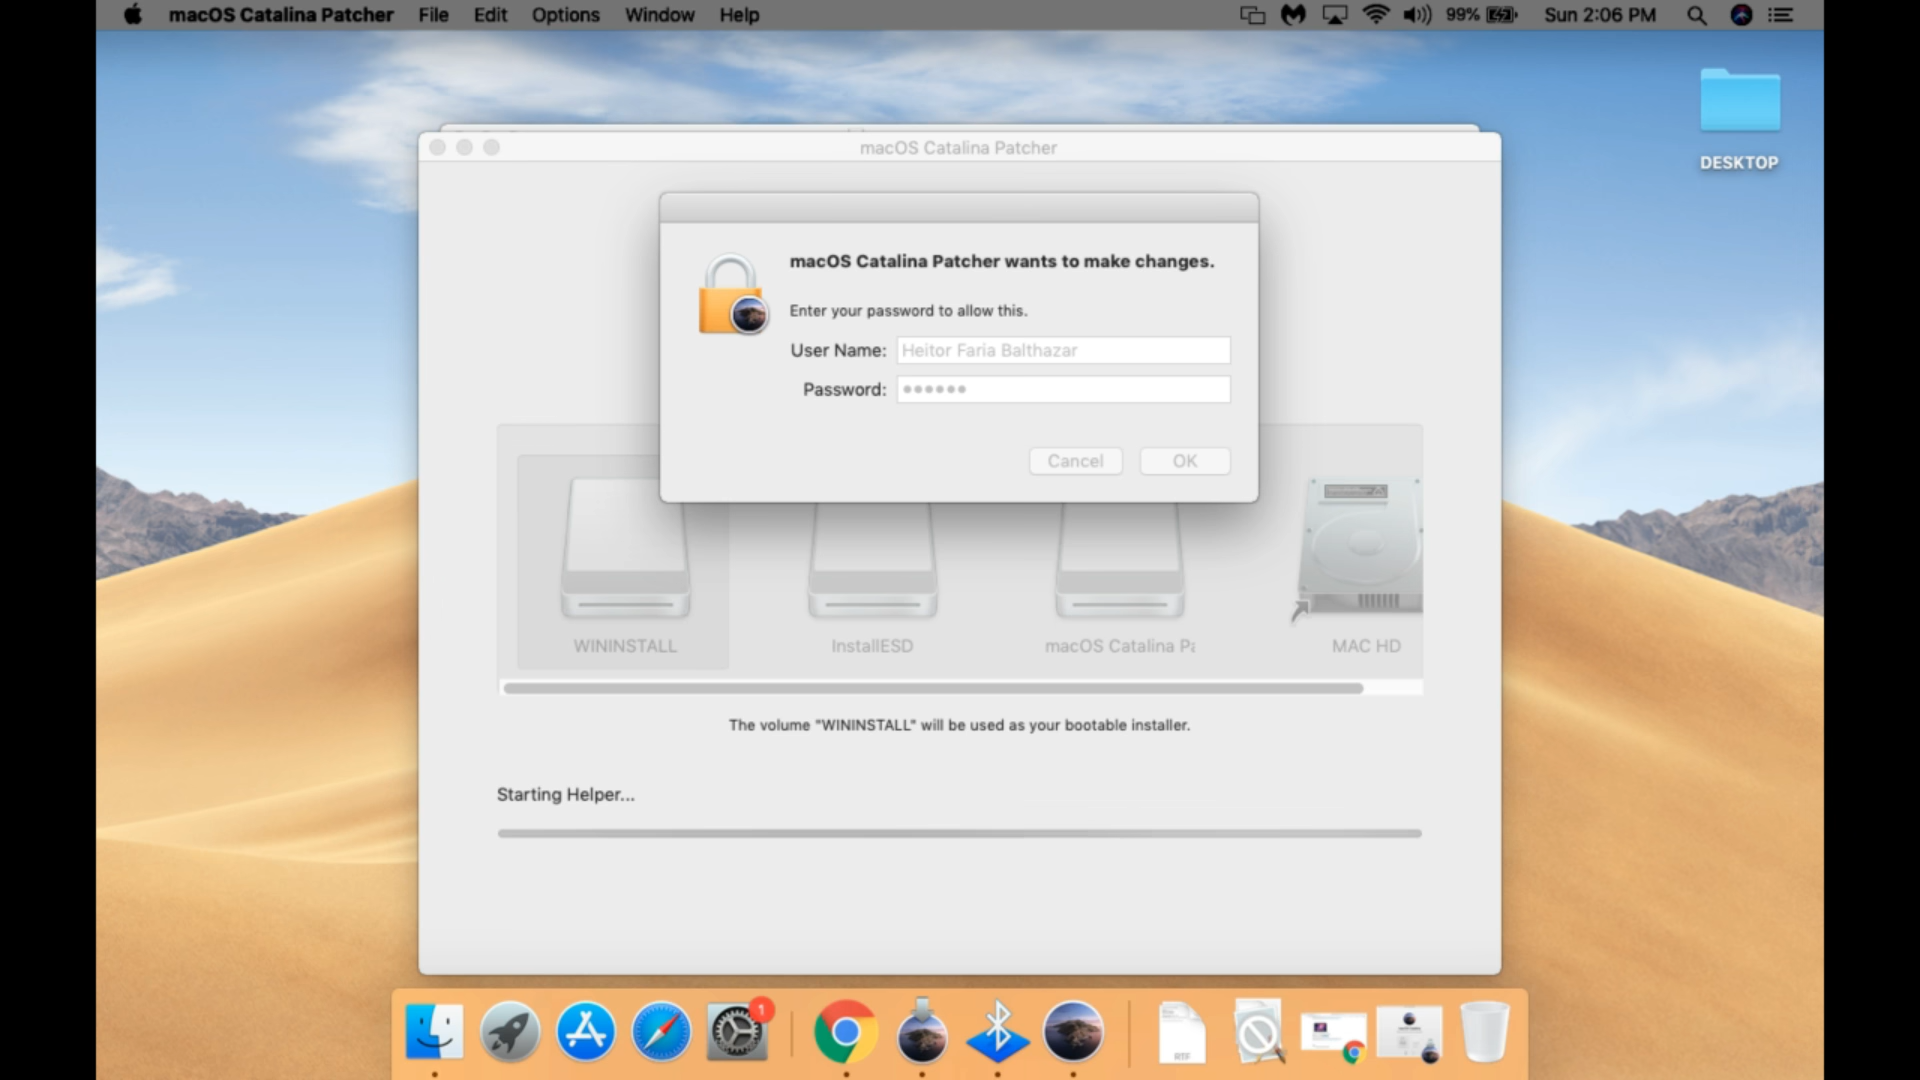 macOS Catalina Patcher File Edit Options Window Help 99% Sun 2:06 PM
DESKTOP
macOS Catalina Patcher
macOS Catalina Patcher wants to make changes.
Enter your password to allow this.
User Name: Heitor Faria Balthazar
Password: ••••••
Cancel OK
WININSTALL InstallESD macOS Catalina Pa MAC HD
The volume "WININSTALL" will be used as your bootable installer.
Starting Helper...
1
RTF